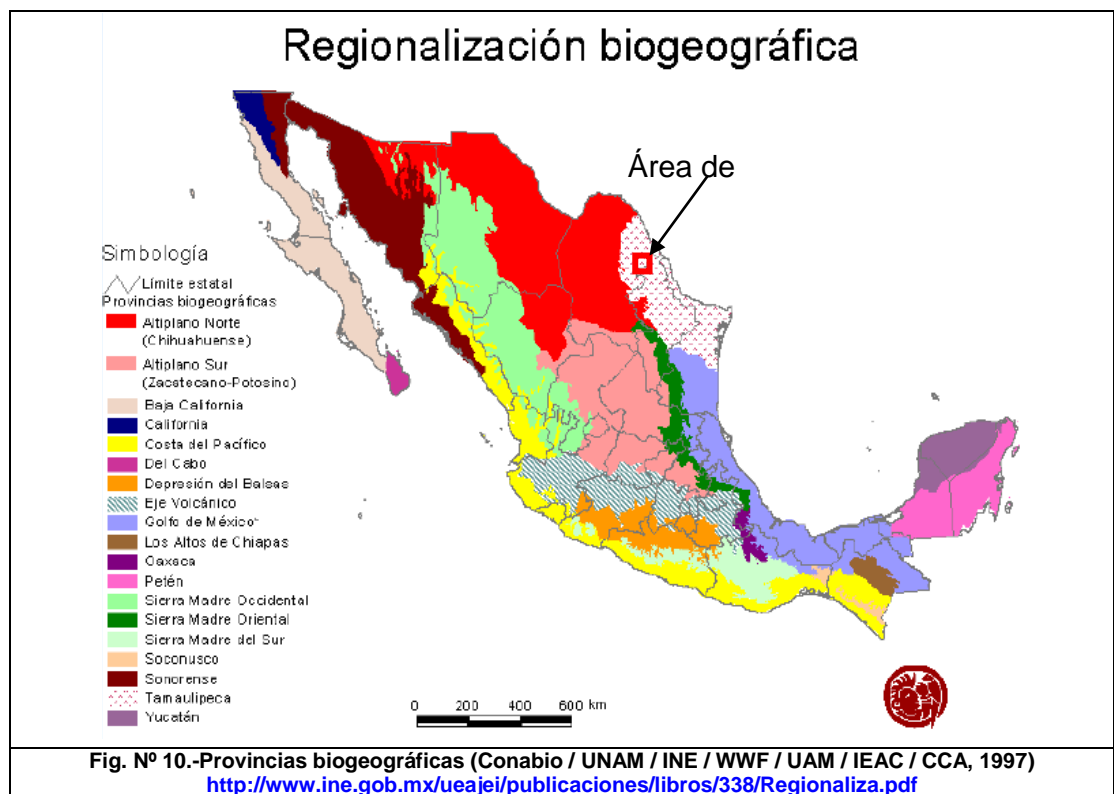 Regionalización biogeográfica
Área de
Simbología
Límite estatal
Provincias biogeográficas
Altiplano Norte
(Chihuahuense)
Altiplano Sur
(Zacatecano-Potosino)
Baja California
California
Costa del Pacífico
Del Cabo
Depresión del Balsas
Eje Volcánico
Golfo de México
Los Altos de Chiapas
Oaxaca
Petén
Sierra Madre Occidental
Sierra Madre Oriental
Sierra Madre del Sur
Soconusco
Sonorense
Tamaulipeca
Yucatán
0 200 400 600 km
Fig. Nº 10.-Provincias biogeográficas (Conabio / UNAM / INE / WWF / UAM / IEAC / CCA, 1997)
http://www.ine.gob.mx/ueajei/publicaciones/libros/338/Regionaliza.pdf